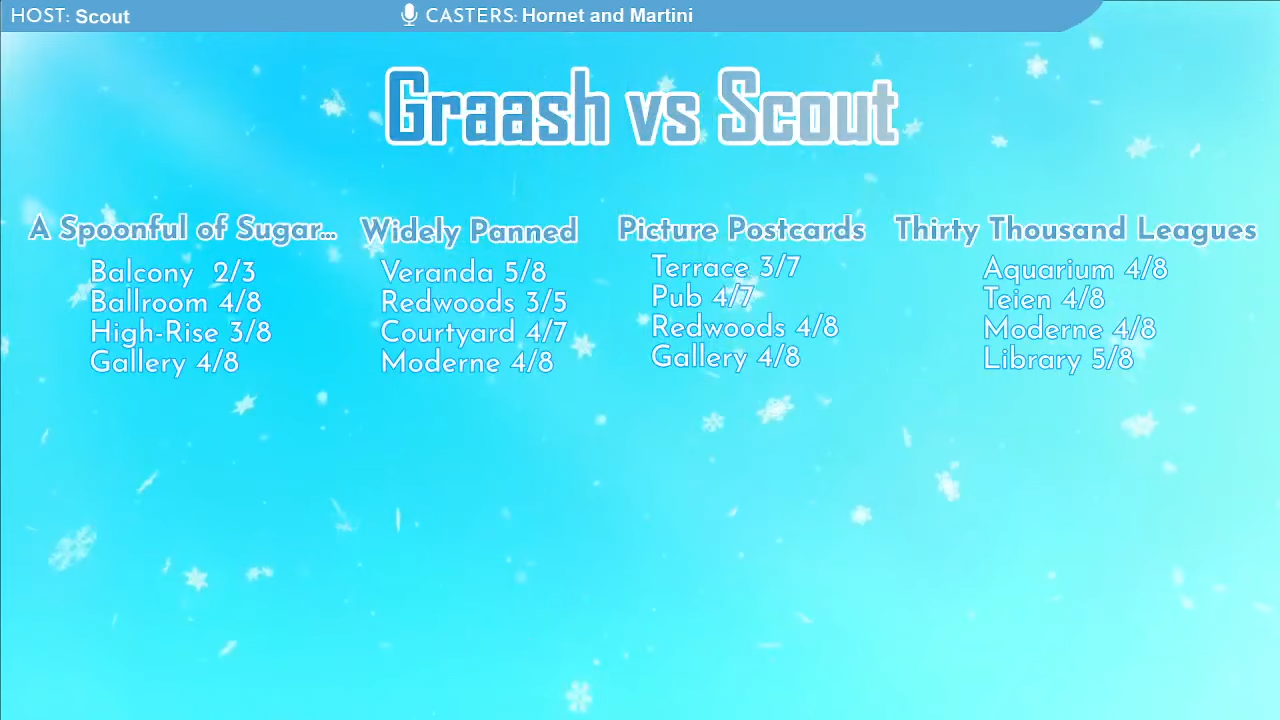 HOST: Scout
CASTERS: Hornet and Martini
Graash vs Scout
A Spoonful of Sugar...
Balcony 2/3
Ballroom 4/8
High-Rise 3/8
Gallery 4/8
Widely Panned
Veranda 5/8
Redwoods 3/5
Courtyard 4/7
Moderne 4/8
Picture Postcards
Terrace 3/7
Pub 4/7
Redwoods 4/8
Gallery 4/8
Thirty Thousand Leagues
Aquarium 4/8
Teien 4/8
Moderne 4/8
Library 5/8